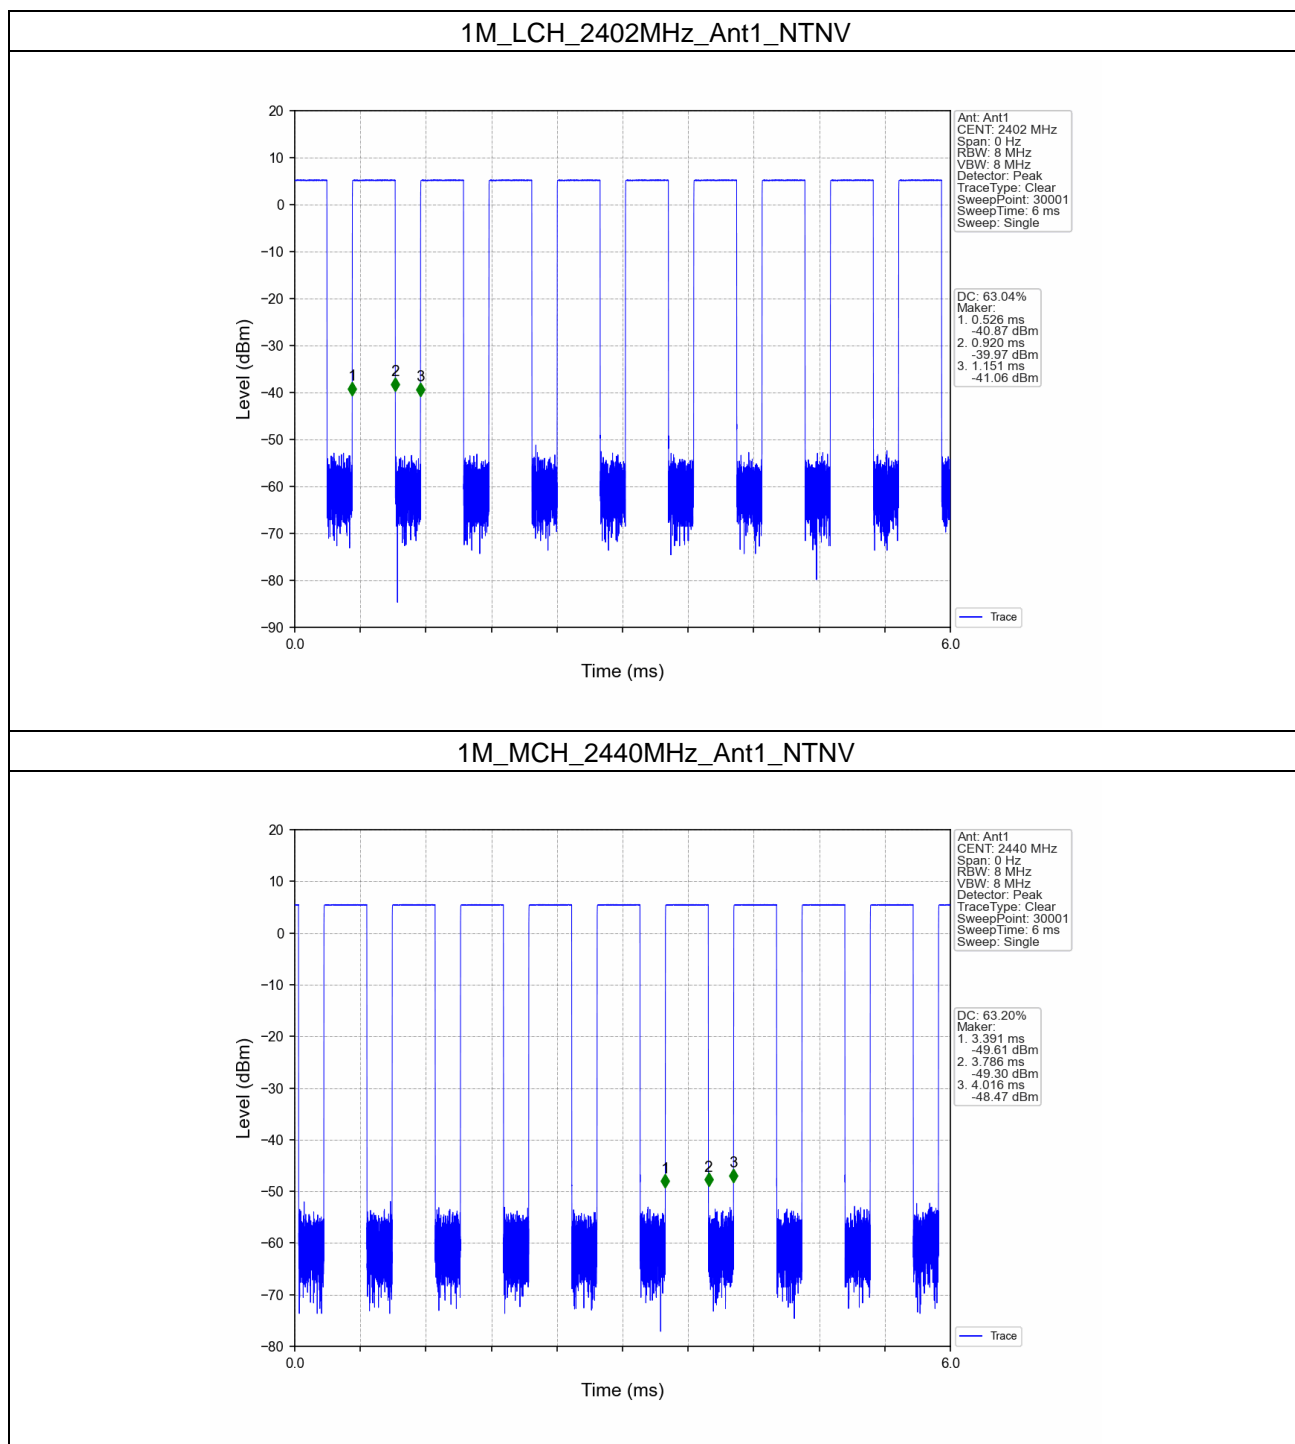 1M_LCH_2402MHz_Ant1_NTNV
20
10
0
−10
−20
−30
−40
−50
−60
−70
−80
−90
Level (dBm)
1
2
3
0.0
6.0
Time (ms)
Ant: Ant1
CENT: 2402 MHz
Span: 0 Hz
RBW: 8 MHz
VBW: 8 MHz
Detector: Peak
TraceType: Clear
SweepPoint: 30001
SweepTime: 6 ms
Sweep: Single
DC: 63.04%
Maker:
1. 0.526 ms
-40.87 dBm
2. 0.920 ms
-39.97 dBm
3. 1.151 ms
-41.06 dBm
Trace
1M_MCH_2440MHz_Ant1_NTNV
20
10
0
−10
−20
−30
−40
−50
−60
−70
−80
Level (dBm)
1
2
3
0.0
6.0
Time (ms)
Ant: Ant1
CENT: 2440 MHz
Span: 0 Hz
RBW: 8 MHz
VBW: 8 MHz
Detector: Peak
TraceType: Clear
SweepPoint: 30001
SweepTime: 6 ms
Sweep: Single
DC: 63.20%
Maker:
1. 3.391 ms
-49.61 dBm
2. 3.786 ms
-49.30 dBm
3. 4.016 ms
-48.47 dBm
Trace